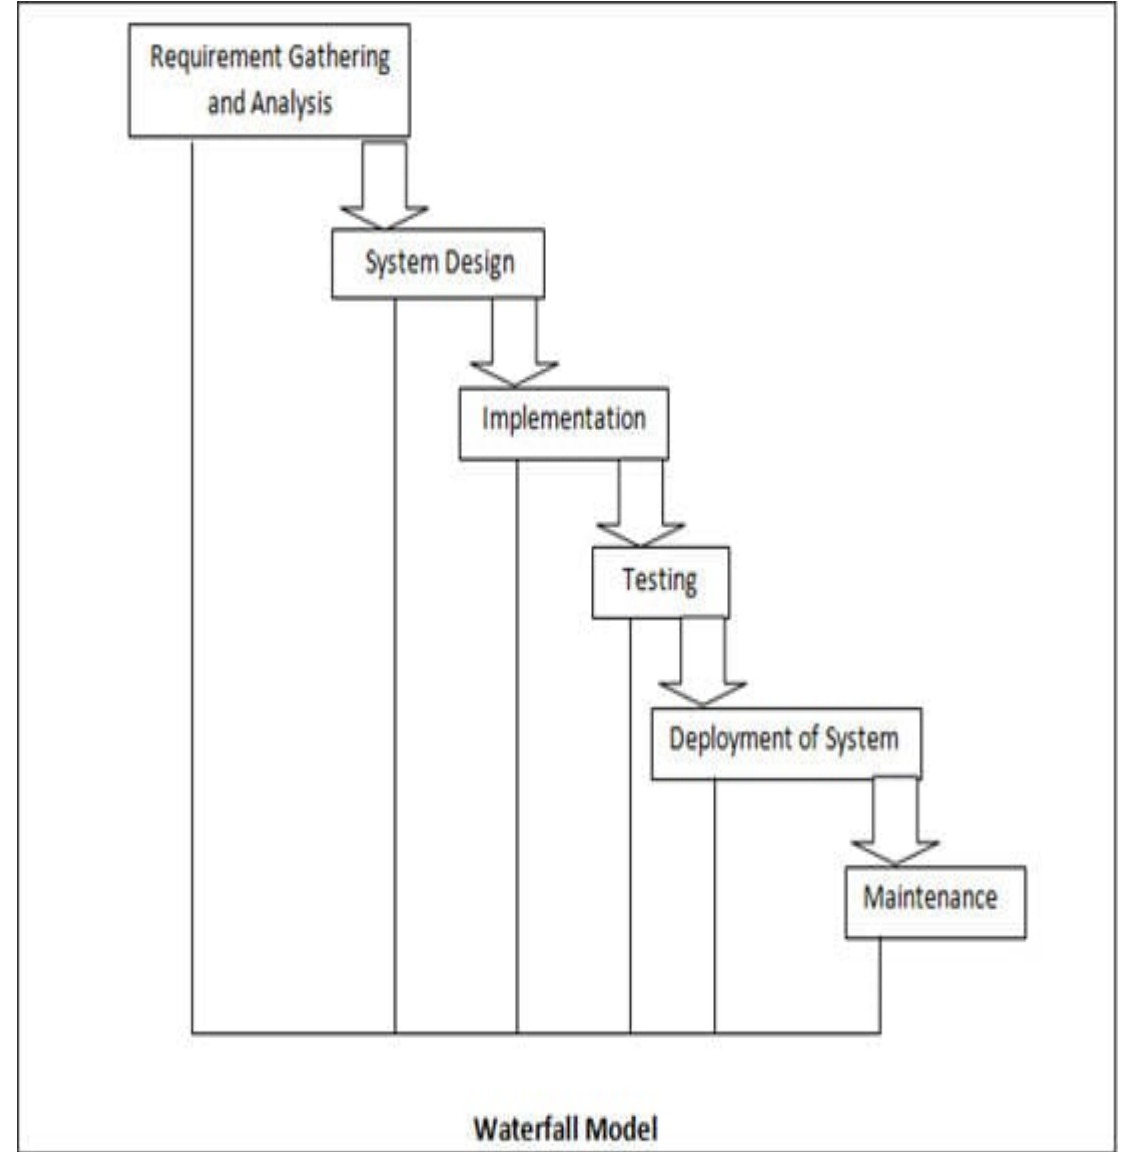 Requirement Gathering
and Analysis
System Design
Implementation
Testing
Deployment of System
Maintenance
Waterfall Model